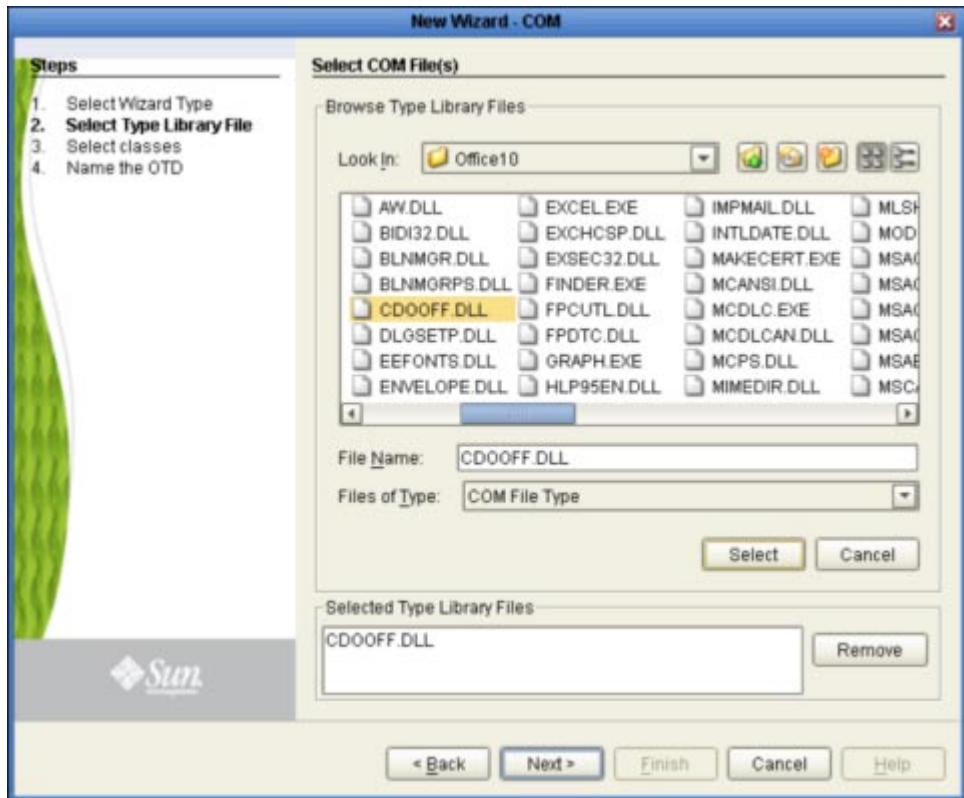 New Wizard - COM
Steps
1. Select Wizard Type
2. Select Type Library File
3. Select classes
4. Name the OTD
Select COM File(s)
Browse Type Library Files
Look In: Office10
AW.DLL EXCEL.EXE IMPMAIL.DLL MLSH
BIDI32.DLL EXCHCSP.DLL INTLDATE.DLL MOD
BLNMGR.DLL EXSEC32.DLL MAKECERT.EXE MSAC
BLNMGRPS.DLL FINDER.EXE MCANSI.DLL
CDOOFF.DLL FPCUTL.DLL MCDLC.EXE
DLGSETP.DLL FPDTC.DLL MCDLCAN.DLL
EEFONTS.DLL GRAPH.EXE MCPS.DLL
ENVELOPE.DLL HLP95EN.DLL MIMEDIR.DLL
File Name: CDOOFF.DLL
Files of Type: COM File Type
Select Cancel
Selected Type Library Files
CDOOFF.DLL
Remove
Sun
< Back Next > Finish Cancel Help